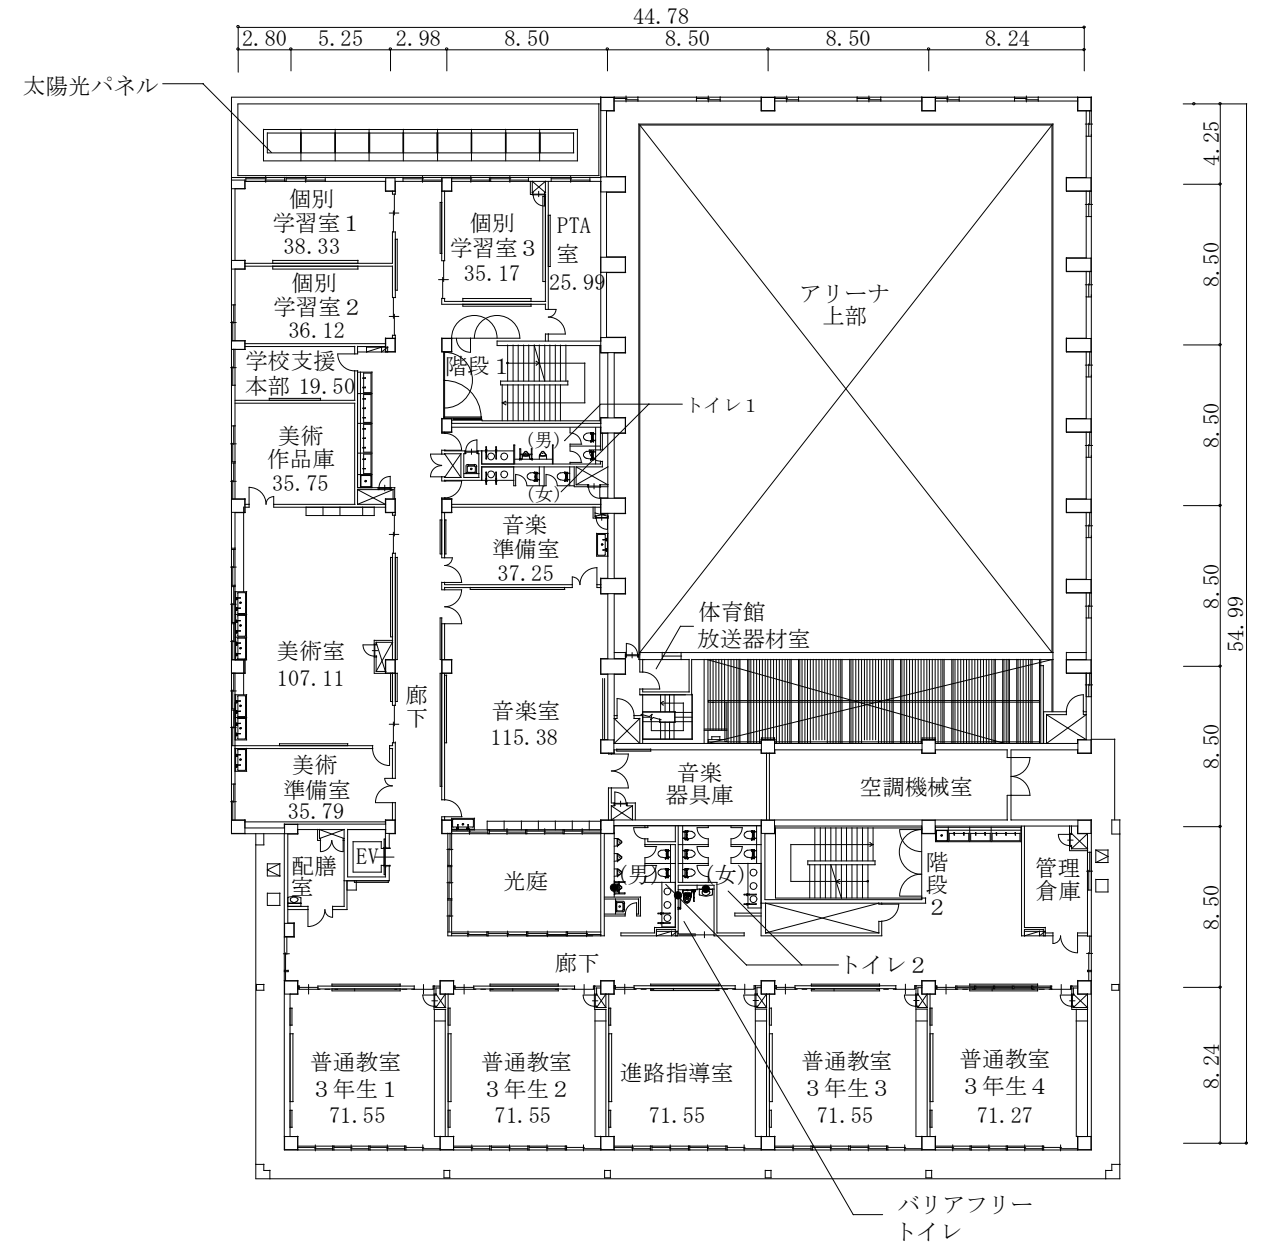 44.78
2.80 5.25 2.98 8.50 8.50 8.50 8.24
太陽光パネル
4.25
8.50
8.50
8.50
8.50
8.50
8.24
54.99
個別
学習室１
38.33
個別
学習室２
36.12
個別
学習室３
35.17
PTA
室
25.99
アリーナ
上部
学校支援
本部 19.50
階段１
トイレ１
(男)
(女)
美術
作品庫
35.75
音楽
準備室
37.25
体育館
放送器材室
美術室
107.11
廊下
音楽室
115.38
美術
準備室
35.79
音楽
器具庫
空調機械室
配膳
室
EV
光庭
(男)
(女)
階段２
管理
倉庫
廊下
トイレ２
普通教室
３年生１
71.55
普通教室
３年生２
71.55
進路指導室
71.55
普通教室
３年生３
71.55
普通教室
３年生４
71.27
バリアフリー
トイレ